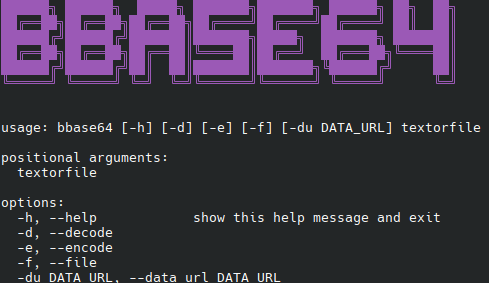 BBASE64
usage: bbase64 [-h] [-d] [-e] [-f] [-du DATA_URL] textorfile
positional arguments:
textorfile
options:
-h, --help show this help message and exit
-d, --decode
-e, --encode
-f, --file
-du DATA_URL, --data_url DATA_URL